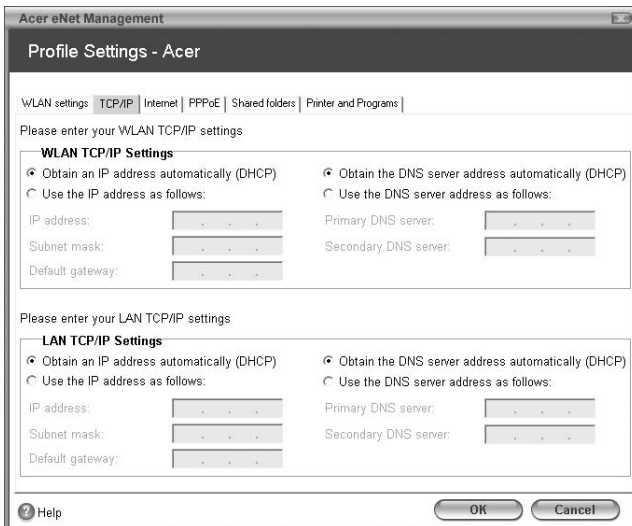 Acer eNet Management
Profile Settings - Acer
WLAN settings TCP/IP Internet PPPoE Shared folders Printer and Programs
Please enter your WLAN TCP/IP settings
WLAN TCP/IP Settings
Obtain an IP address automatically (DHCP) Obtain the DNS server address automatically (DHCP)
Use the IP address as follows: Use the DNS server address as follows:
IP address: Primary DNS server:
Subnet mask: Secondary DNS server:
Default gateway:
Please enter your LAN TCP/IP settings
LAN TCP/IP Settings
Obtain an IP address automatically (DHCP) Obtain the DNS server address automatically (DHCP)
Use the IP address as follows: Use the DNS server address as follows:
IP address: Primary DNS server:
Subnet mask: Secondary DNS server:
Default gateway:
Help OK Cancel